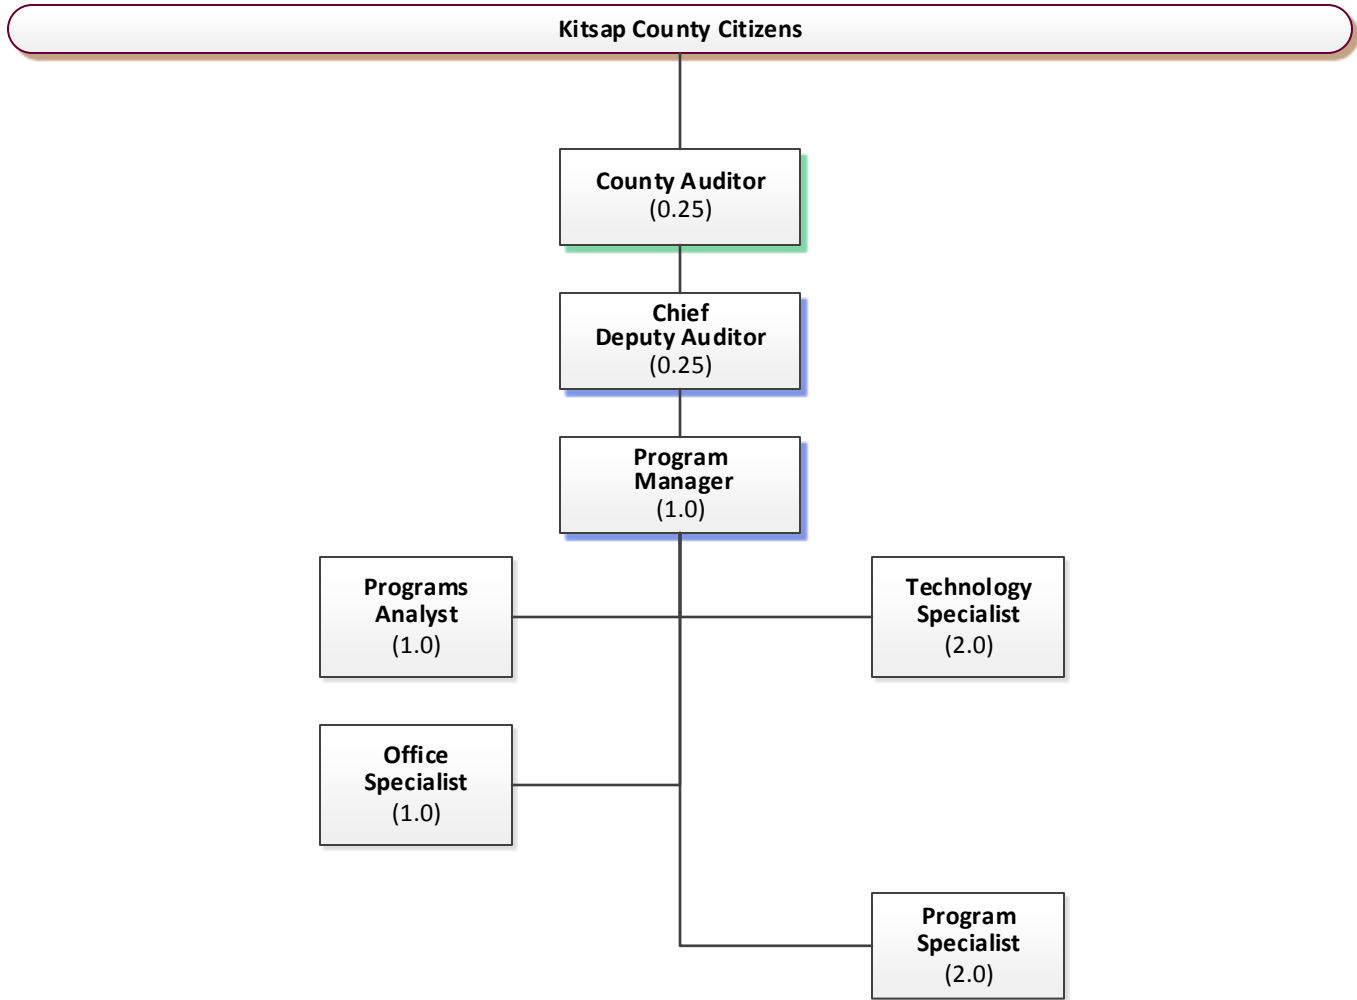 Kitsap County Citizens
County Auditor
(0.25)
Chief
Deputy Auditor
(0.25)
Program
Manager
(1.0)
Programs
Analyst
(1.0)
Technology
Specialist
(2.0)
Office
Specialist
(1.0)
Program
Specialist
(2.0)